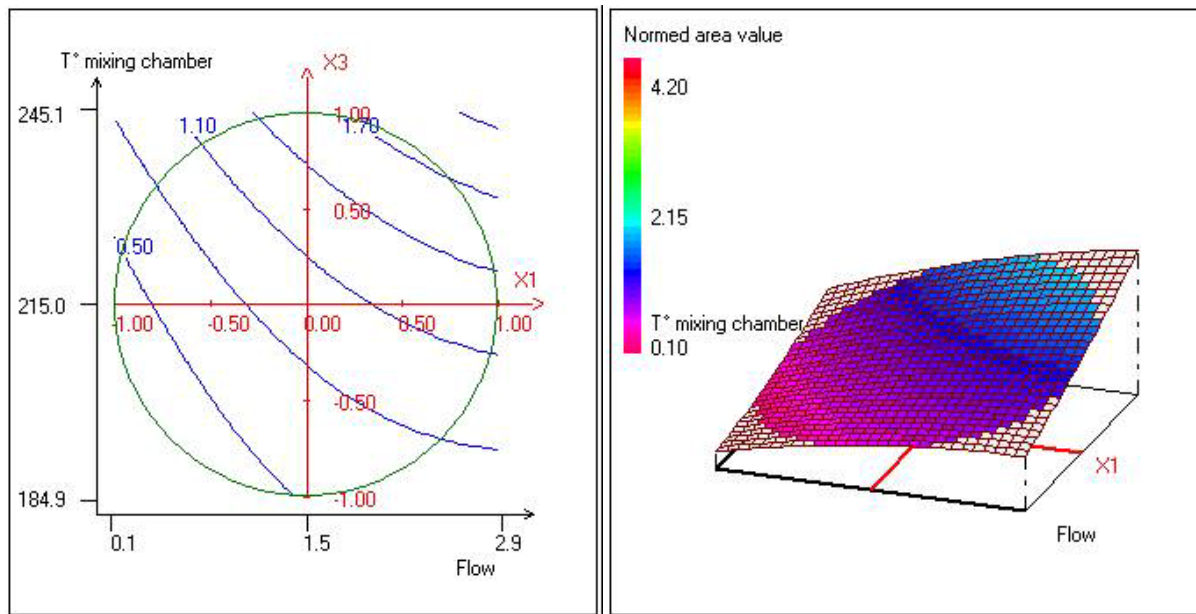 T° mixing chamber
X3
245.1
1.00
1.10
1.70
0.50
0.50
X1
215.0
-1.00
-0.50
0.00
0.50
1.00
-0.50
184.9
-1.00
0.1
1.5
2.9
Flow
Normed area value
4.20
2.15
T° mixing chamber
0.10
X1
Flow